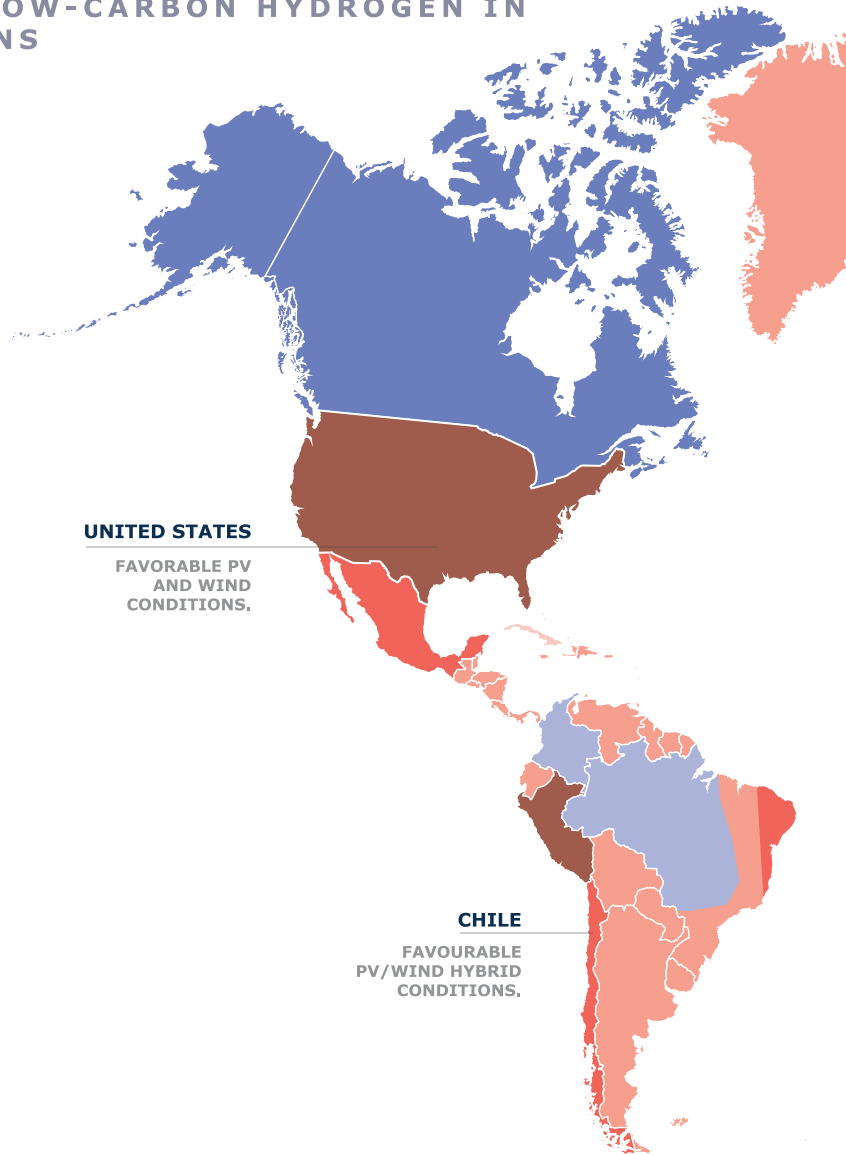 OW-CARBON HYDROGEN IN
NS
UNITED STATES
FAVORABLE PV
AND WIND
CONDITIONS.
CHILE
FAVOURABLE
PV/WIND HYBRID
CONDITIONS.